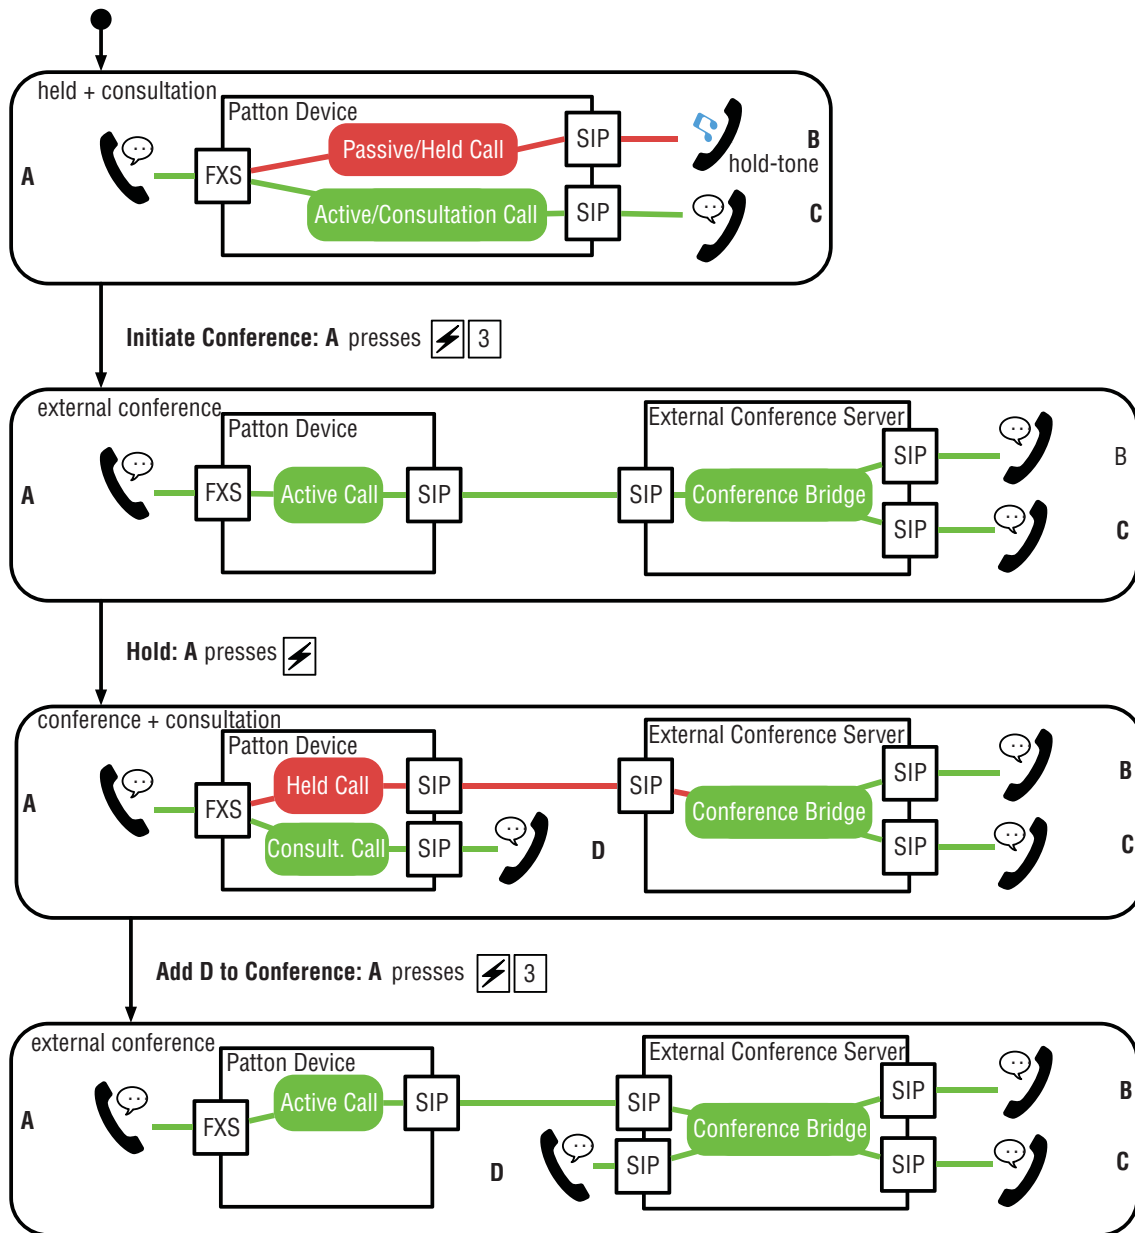 held + consultation
Patton Device
A
FXS
Passive/Held Call
SIP
B
hold-tone
Active/Consultation Call
SIP
C
Initiate Conference: A presses 3
external conference
Patton Device
External Conference Server
A
FXS
Active Call
SIP
SIP
Conference Bridge
SIP
B
SIP
C
Hold: A presses
conference + consultation
Patton Device
External Conference Server
A
FXS
Held Call
SIP
SIP
Conference Bridge
SIP
B
Consult. Call
SIP
D
SIP
C
Add D to Conference: A presses 3
external conference
Patton Device
External Conference Server
A
FXS
Active Call
SIP
SIP
Conference Bridge
SIP
B
D
SIP
SIP
C